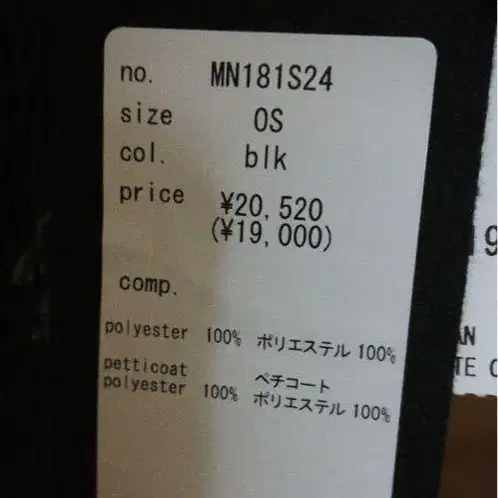 no. MN181S24
size OS
col. blk
price ¥20,520
(¥19,000)
comp.
polyester 100% ポリエステル 100%
petticoat ペチコート
polyester 100% ポリエステル 100%